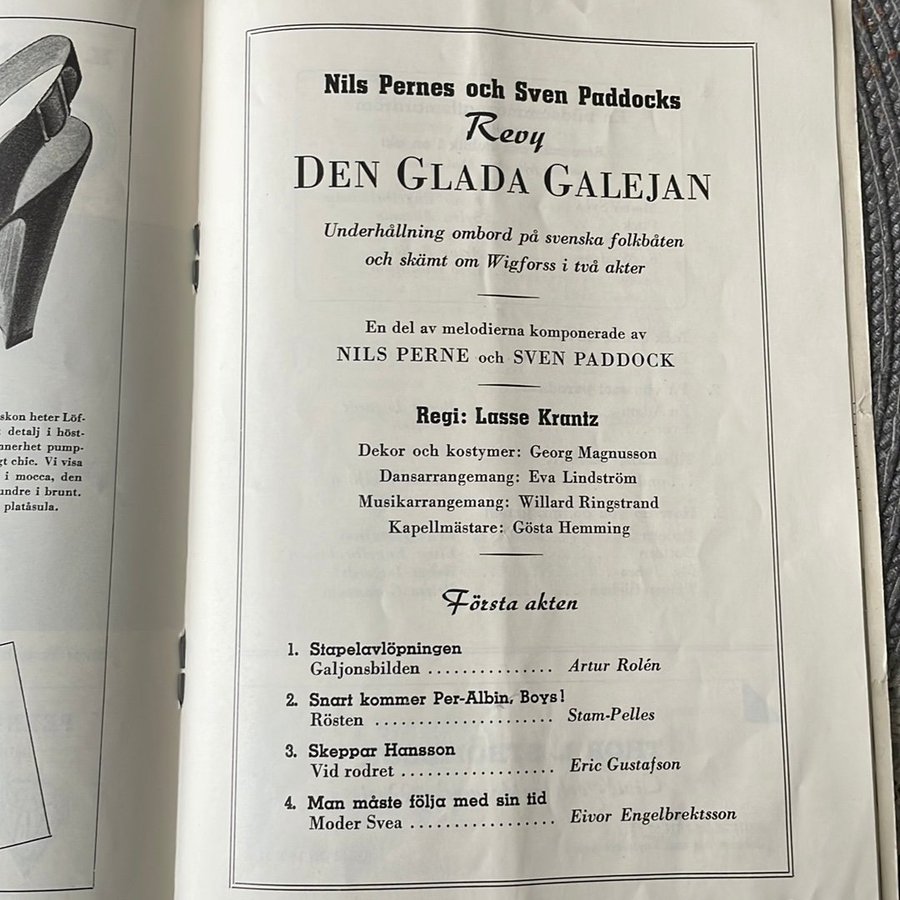 skon heter Löf-
detalj i höst-
nnerhet pump-
gt chic. Vi visa
i mocca, den
andre i brunt.
platåsula.
Nils Pernes och Sven Paddocks
Revy
DEN GLADA GALEJAN
Underhållning ombord på svenska folkbåten
och skämt om Wigforss i två akter
En del av melodierna komponerade av
NILS PERNE och SVEN PADDOCK
Regi: Lasse Krantz
Dekor och kostymer: Georg Magnusson
Dansarrangemang: Eva Lindström
Musikarrangemang: Willard Ringstrand
Kapellmästare: Gösta Hemming
Första akten
1. Stapelavlöpningen
Galjonsbilden ............... Artur Rolén
2. Snart kommer Per-Albin, Boys!
Rösten ..................... Stam-Pelles
3. Skeppar Hansson
Vid rodret .................. Eric Gustafson
4. Man måste följa med sin tid
Moder Svea ................. Eivor Engelbrektsson